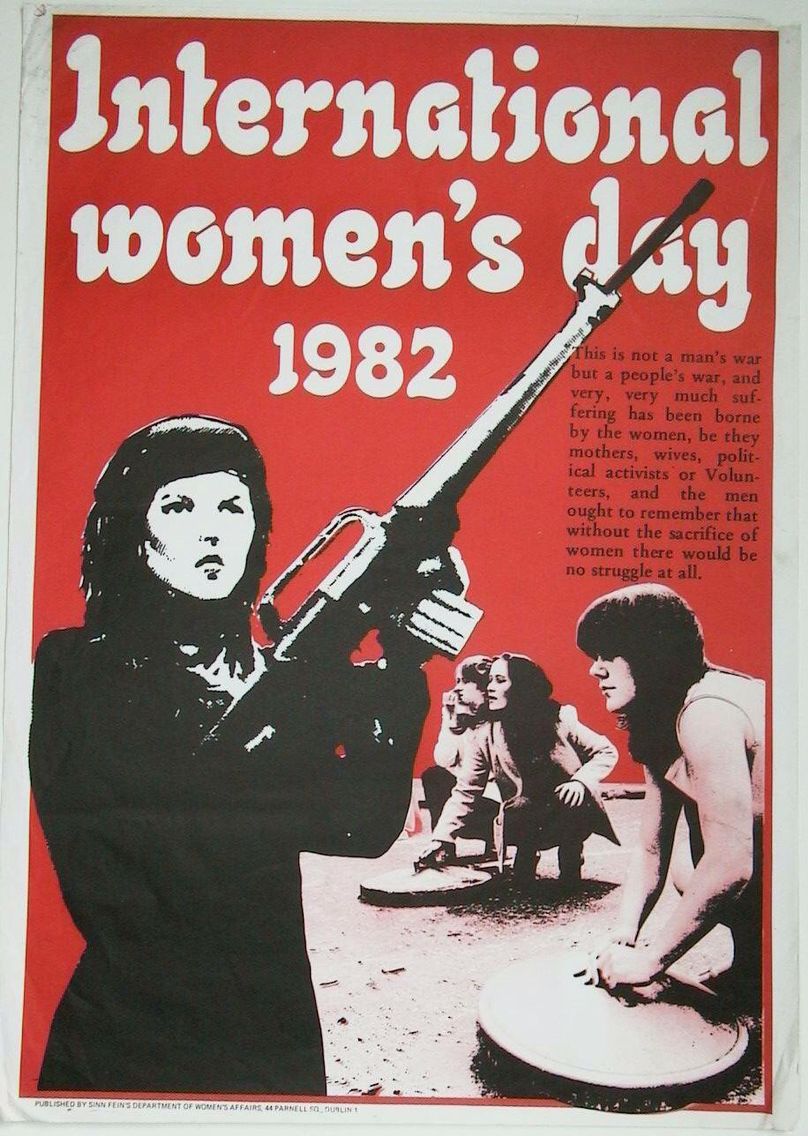 International
women's day
1982
This is not a man's war
but a people's war, and
very, very much suf-
fering has been borne
by the women, be they
mothers, wives, polit-
ical activists or Volun-
teers, and the men
ought to remember that
without the sacrifice of
women there would be
no struggle at all.
PUBLISHED BY SINN FEIN'S DEPARTMENT OF WOMEN'S AFFAIRS, 44 PARNELL SQ., DUBLIN 1